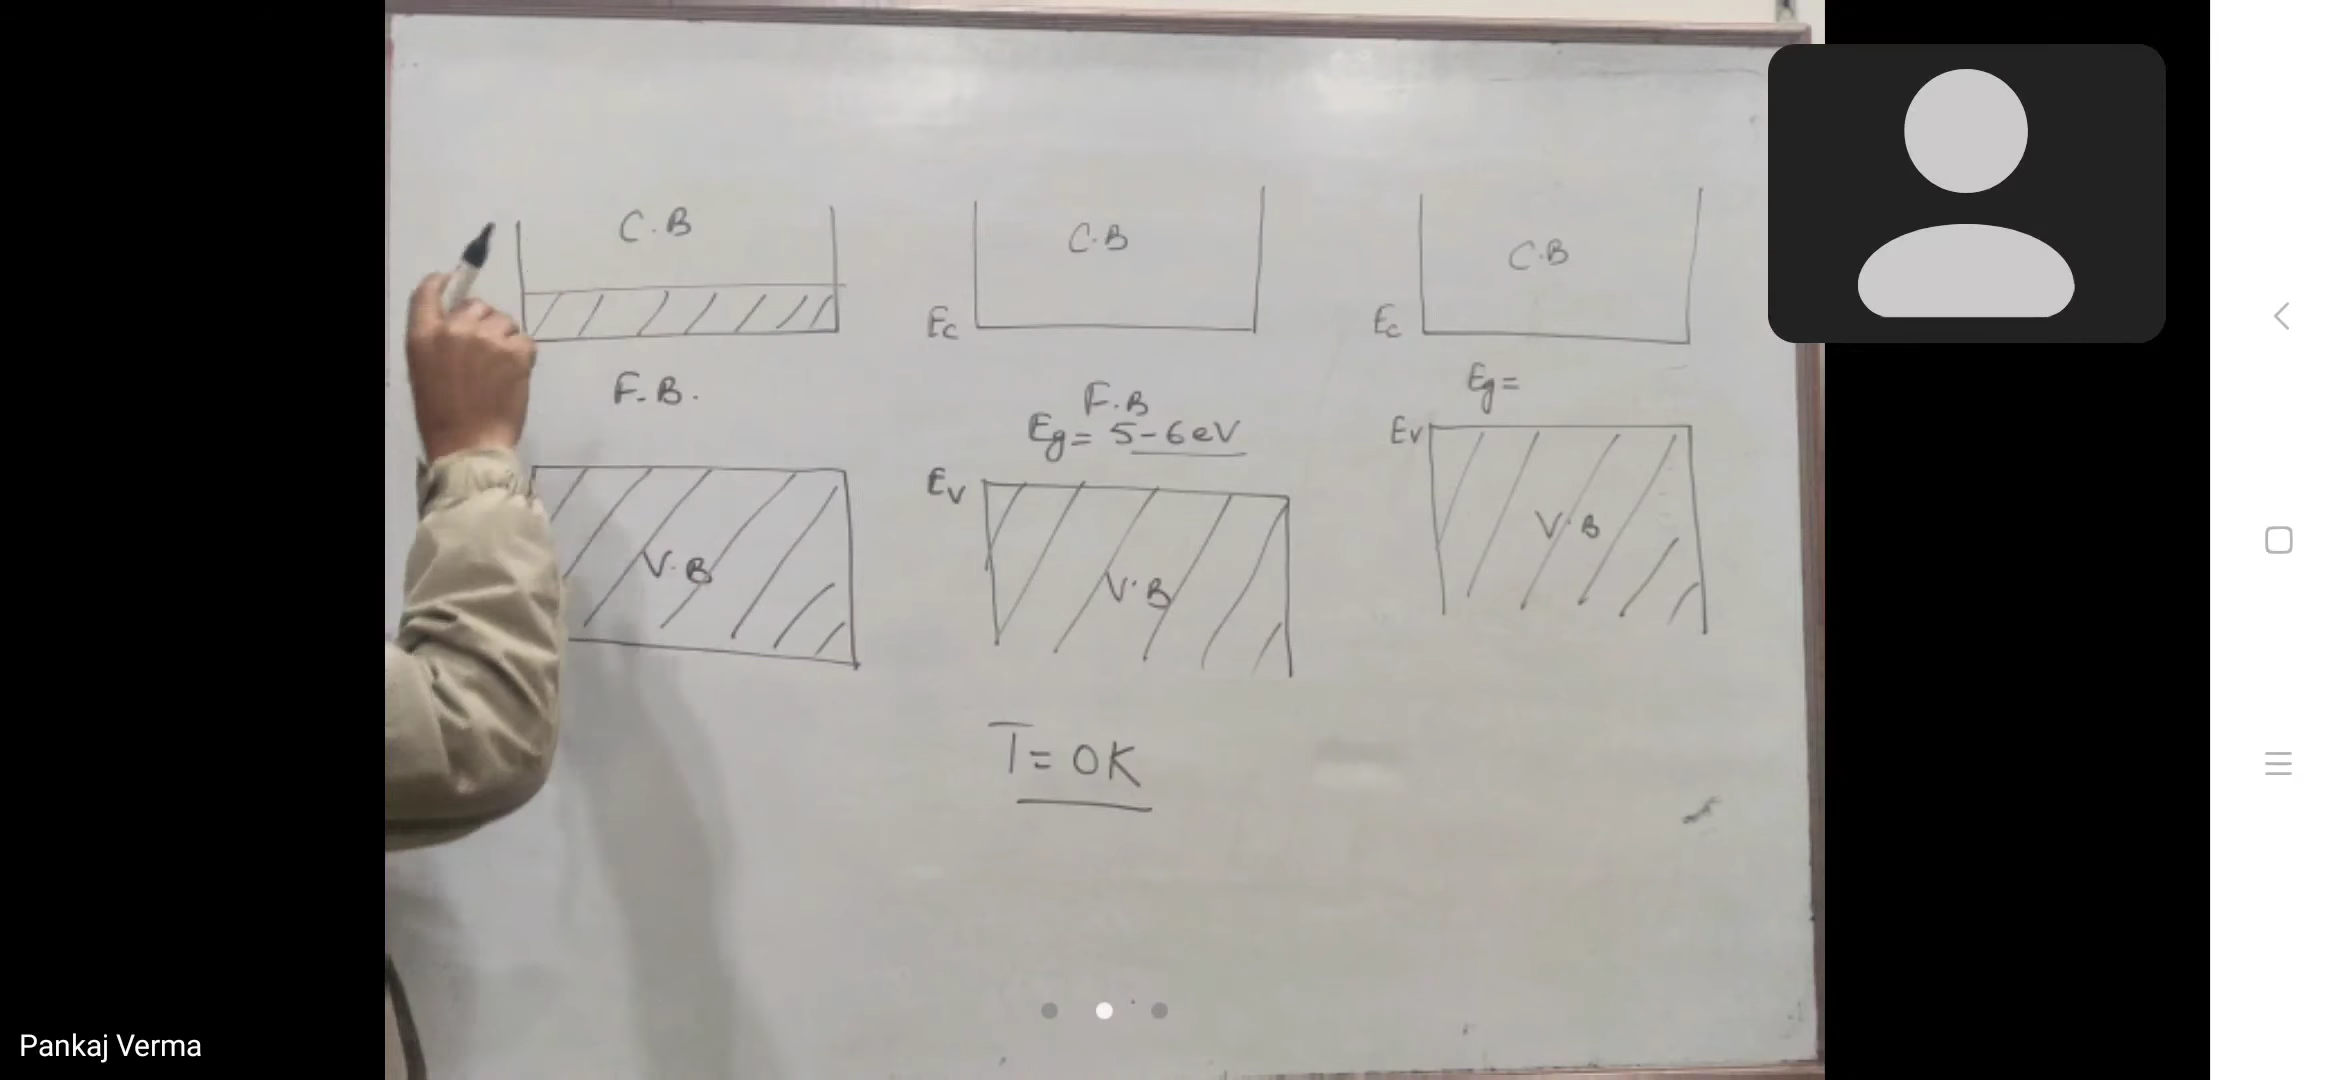 C.B
F.B.
V.B
C.B
Ec
F.B
Eg = 5-6eV
Ev
V.B
C.B
Ec
Eg =
Ev
V.B
T = 0K
Pankaj Verma